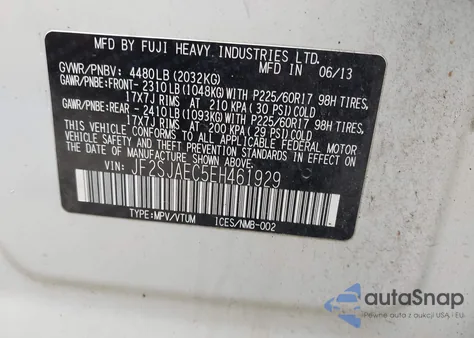 MFD BY FUJI HEAVY INDUSTRIES LTD.
GVWR/PNBV: 4480LB (2032KG) IN 06/13
GAWR/PNBE:FRONT-2310LB (1048KG) WITH P225/60R17 98H TIRES,
17X7J RIMS AT 210 KPA (30 PSI) COLD
GAWR/PNBE:REAR -2410LB (1093KG) WITH P225/60R17 98H TIRES,
17X7J RIMS AT 200 KPA (29 PSI) COLD
THIS VEHICLE CONFORMS TO ALL APPLICABLE FEDERAL MOTOR
VEHICLE SAFETY STANDARDS IN EFFECT ON THE
DATE OF MANUFACTURE SHOWN ABOVE.
VIN: JF2SJAEC5EH461929
TYPE:MPV/VTUM ICES/NMB-002
autoSnap
Auto z aukcji USA i EU.